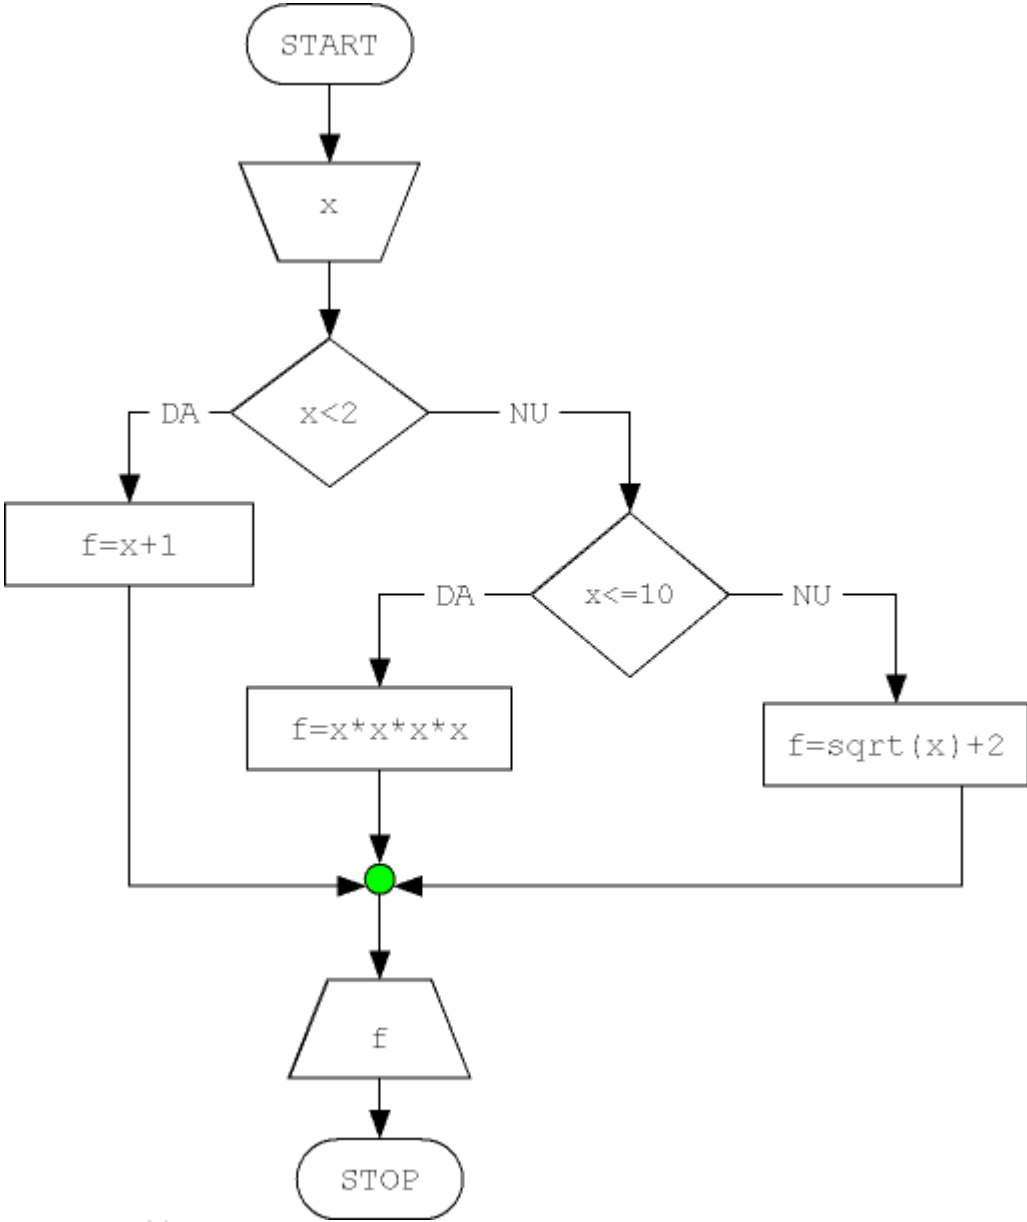 START
x
x<2
DA
NU
f=x+1
x<=10
DA
NU
f=x*x*x*x
f=sqrt(x)+2
f
STOP